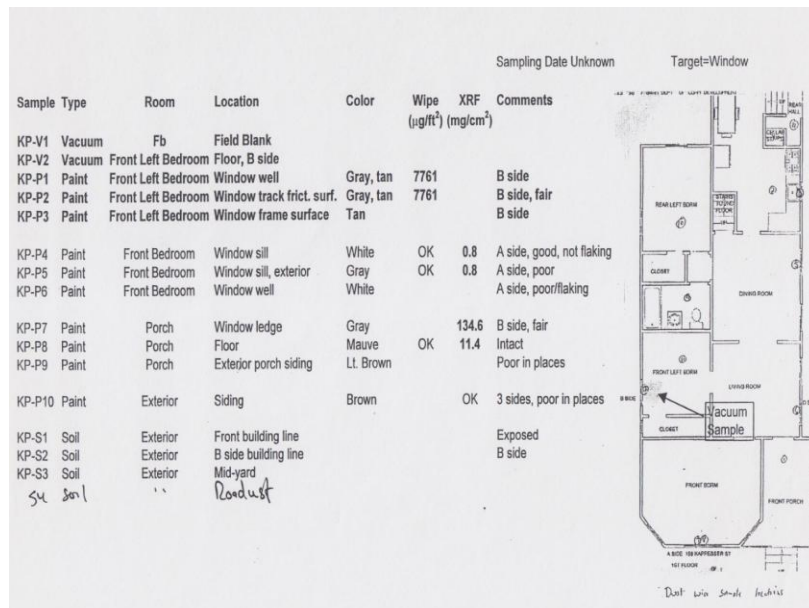 Sampling Date Unknown Target=Window
Sample Type Room Location Color Wipe XRF Comments
(µg/ft²) (mg/cm²)
KP-V1 Vacuum Fb Field Blank
KP-V2 Vacuum Front Left Bedroom Floor, B side
KP-P1 Paint Front Left Bedroom Window well Gray, tan 7761 B side
KP-P2 Paint Front Left Bedroom Window track frict. surf. Gray, tan 7761 B side, fair
KP-P3 Paint Front Left Bedroom Window frame surface Tan B side
KP-P4 Paint Front Bedroom Window sill White OK 0.8 A side, good, not flaking
KP-P5 Paint Front Bedroom Window sill, exterior Gray OK 0.8 A side, poor
KP-P6 Paint Front Bedroom Window well White A side, poor/flaking
KP-P7 Paint Porch Window ledge Gray 134.6 B side, fair
KP-P8 Paint Porch Floor Mauve OK 11.4 Intact
KP-P9 Paint Porch Exterior porch siding Lt. Brown Poor in places
KP-P10 Paint Exterior Siding Brown OK 3 sides, poor in places
KP-S1 Soil Exterior Front building line Exposed
KP-S2 Soil Exterior B side building line B side
KP-S3 Soil Exterior Mid-yard
S4 Soil " Roadust
REAR HALL
REAR LEFT BDRM
STAIRS TO 2ND FLOOR
CLOSET
DINING ROOM
FRONT LEFT BDRM
LIVING ROOM
B SIDE
Vacuum
Sample
CLOSET
FRONT BDRM
FRONT PORCH
1ST FLOOR
Dust wipe sample locations